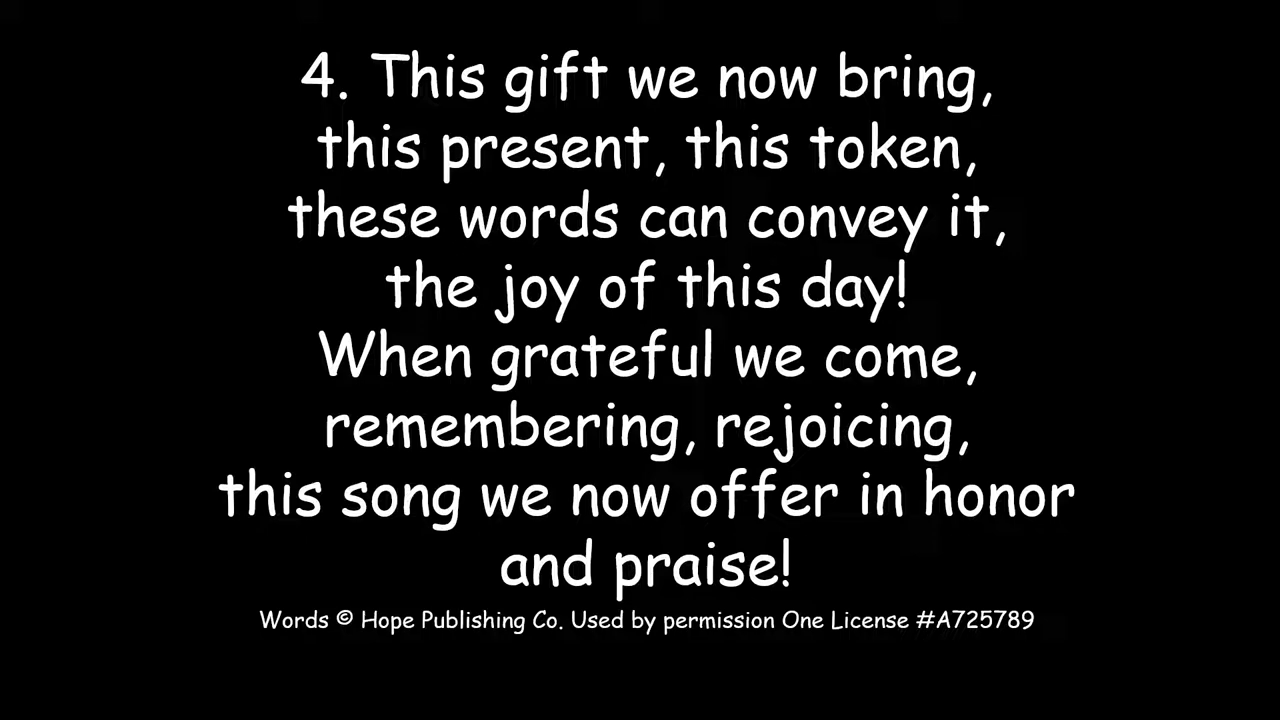 4. This gift we now bring,
this present, this token,
these words can convey it,
the joy of this day!
When grateful we come,
remembering, rejoicing,
this song we now offer in honor
and praise!
Words © Hope Publishing Co. Used by permission One License #A725789